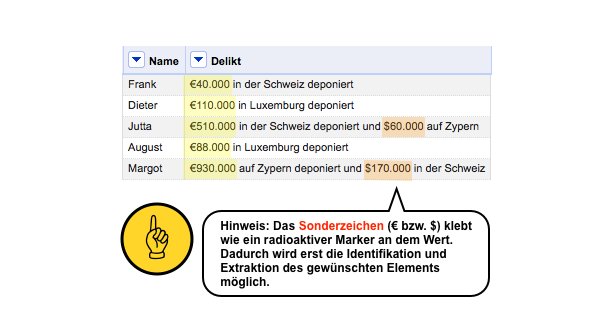 Name Delikt
Frank €40.000 in der Schweiz deponiert
Dieter €110.000 in Luxemburg deponiert
Jutta €510.000 in der Schweiz deponiert und $60.000 auf Zypern
August €88.000 in Luxemburg deponiert
Margot €930.000 auf Zypern deponiert und $170.000 in der Schweiz
Hinweis: Das Sonderzeichen (€ bzw. $) klebt
wie ein radioaktiver Marker an dem Wert.
Dadurch wird erst die Identifikation und
Extraktion des gewünschten Elements
möglich.